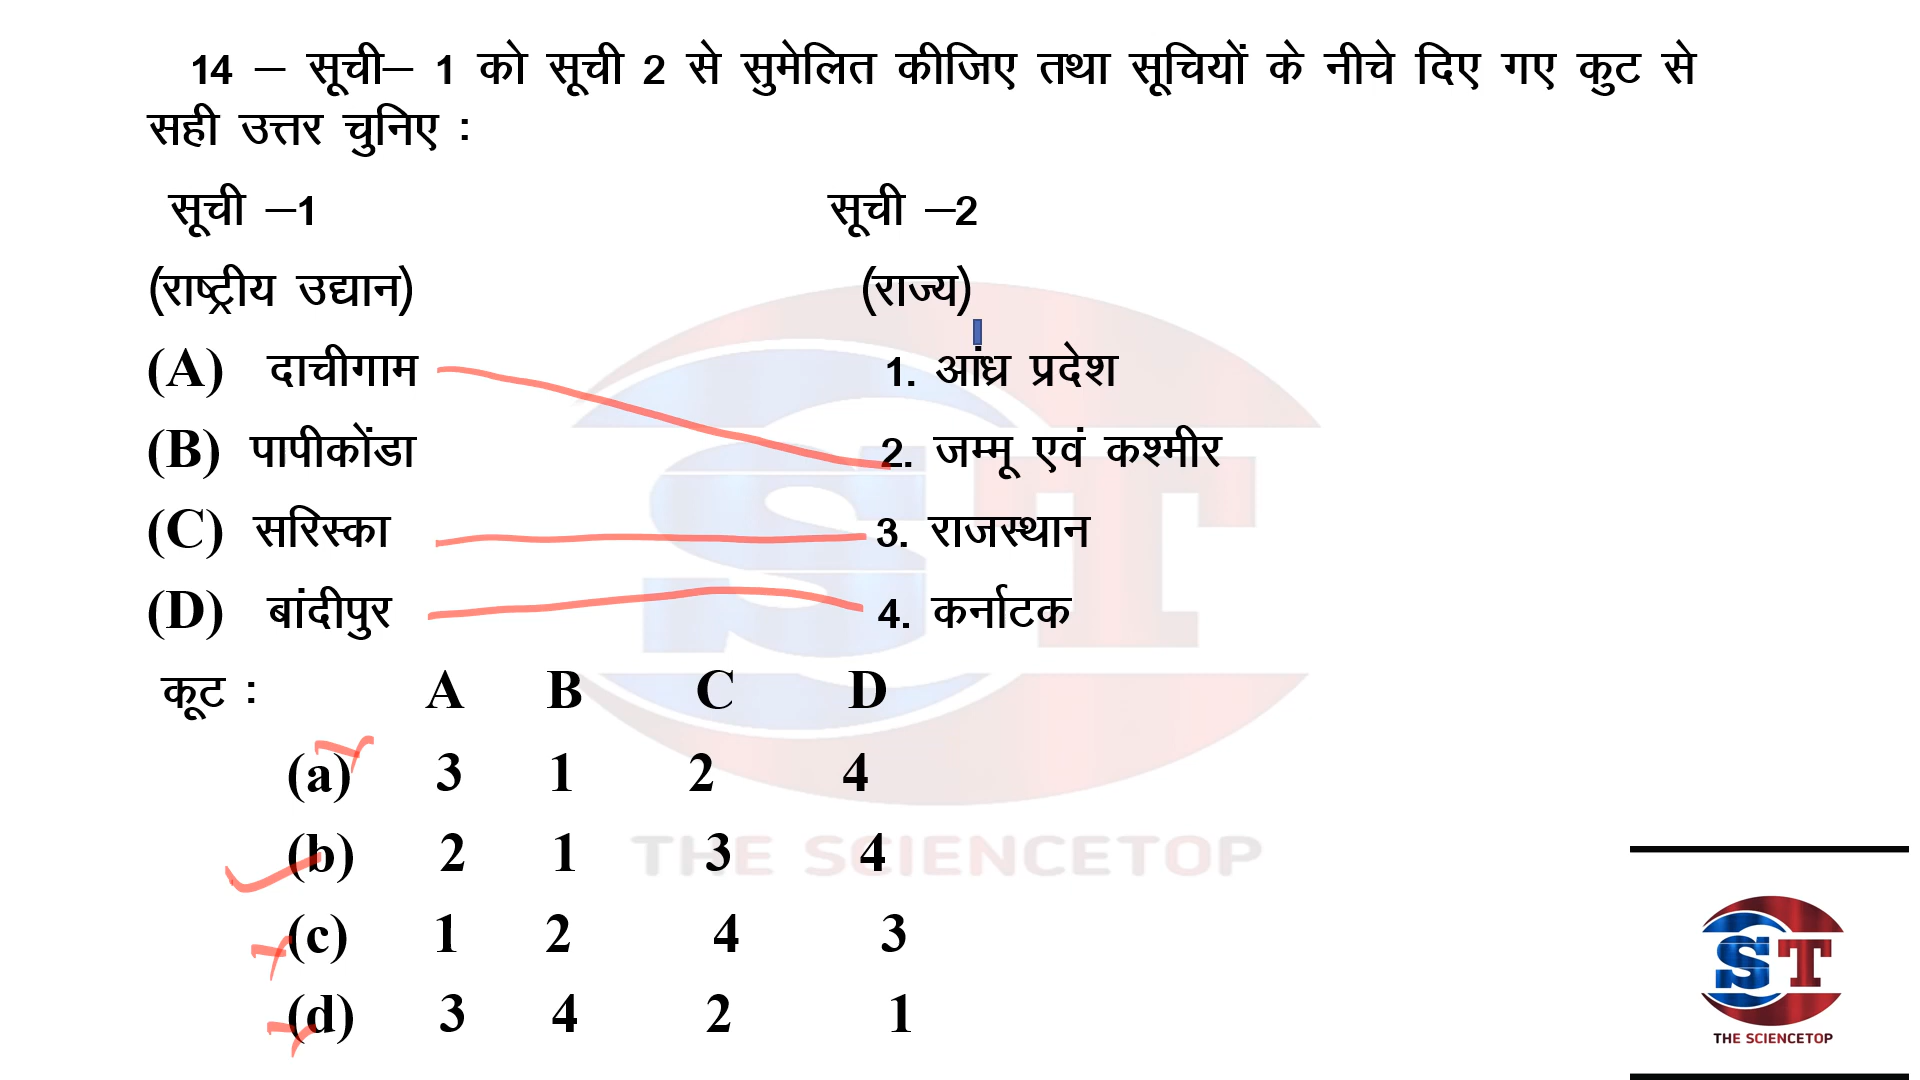 14 – सूची– 1 को सूची 2 से सुमेलित कीजिए तथा सूचियों के नीचे दिए गए कुट से
सही उत्तर चुनिए :
सूची –1 सूची –2
(राष्ट्रीय उद्यान) (राज्य)
(A) दाचीगाम 1. आंध्र प्रदेश
(B) पापीकोंडा 2. जम्मू एवं कश्मीर
(C) सरिस्का 3. राजस्थान
(D) बांदीपुर 4. कर्नाटक
कूट : A B C D
(a) 3 1 2 4
(b) 2 1 3 4
(c) 1 2 4 3
(d) 3 4 2 1
ST
THE SCIENCETOP
ST
THE SCIENCETOP